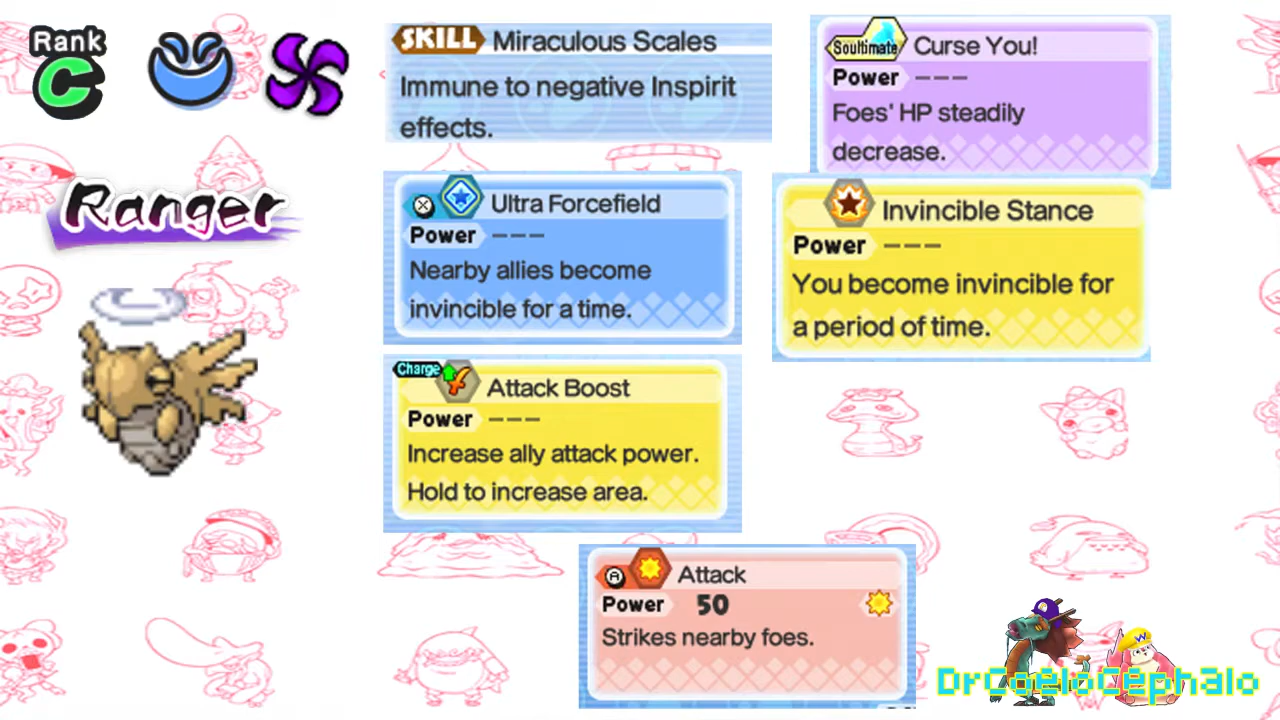 Rank
C
Ranger
SKILL Miraculous Scales
Immune to negative Inspirit
effects.
Soultimate Curse You!
Power ---
Foes' HP steadily
decrease.
X Ultra Forcefield
Power ---
Nearby allies become
invincible for a time.
Invincible Stance
Power ---
You become invincible for
a period of time.
Charge Attack Boost
Power ---
Increase ally attack power.
Hold to increase area.
A Attack
Power 50
Strikes nearby foes.
W
DrCoeloCephalo